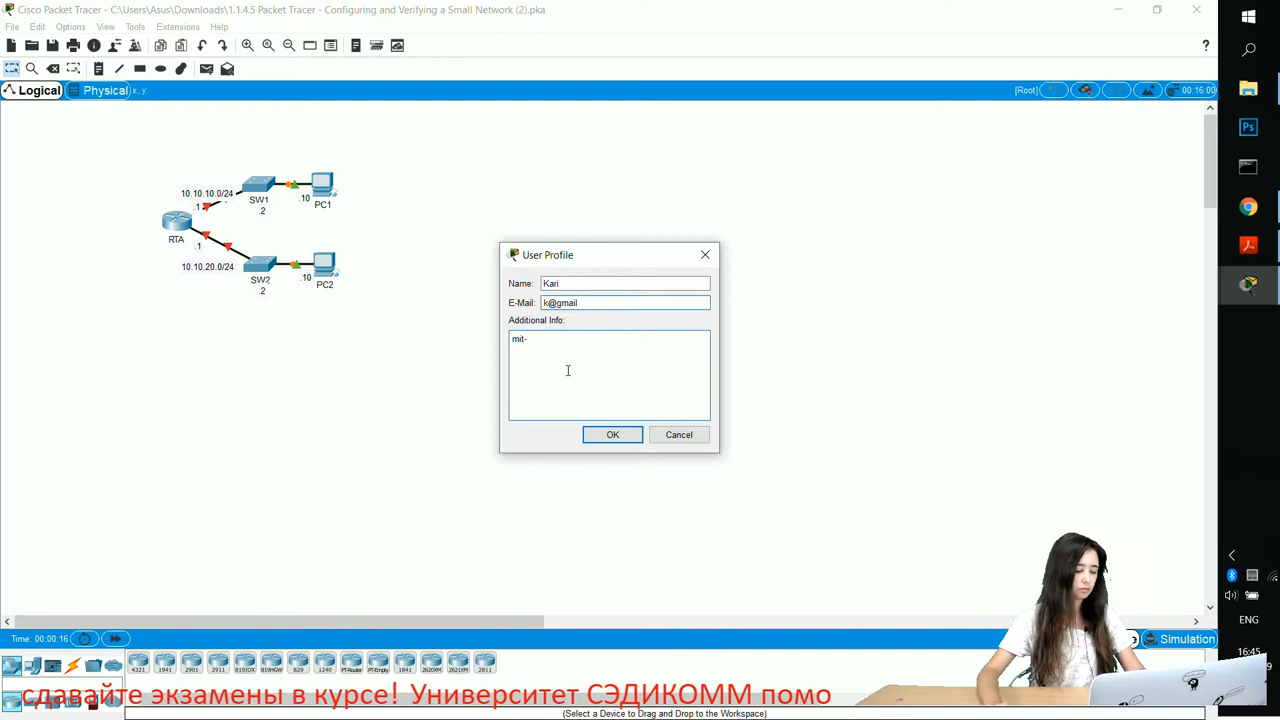 Cisco Packet Tracer - C:\Users\Asus\Downloads\1.1.4.5 Packet Tracer - Configuring and Verifying a Small Network (2).pka
File Edit Options View Tools Extensions Help
Logical Physical x, y: [Root] 00:16:00
10.10.10.0/24
.1
SW1
.2
.10
PC1
RTA
.1
10.10.20.0/24
SW2
.2
.10
PC2
User Profile
Name: Kari
E-Mail: k@gmail
Additional Info:
mit-
OK Cancel
Ps
ENG
16:45
Time: 00:00:16
Simulation
4321 1941 2901 2911 819IOX 819HGW 829 1240 PT-Router PT-Empty 1841 2620XM 2621XM 2811
сдавайте экзамены в курсе! Университет СЭДИКОММ помо
(Select a Device to Drag and Drop to the Workspace)